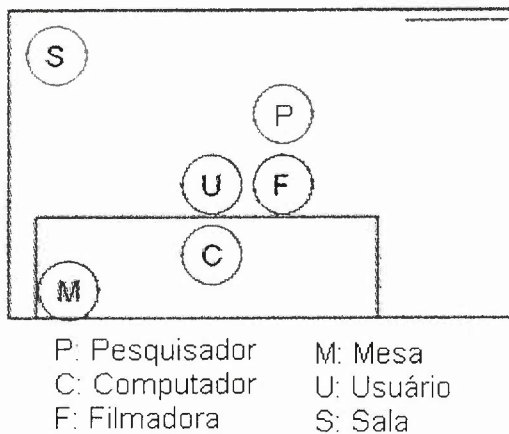 S
P
U F
C
M
P: Pesquisador M: Mesa
C: Computador U: Usuário
F: Filmadora S: Sala